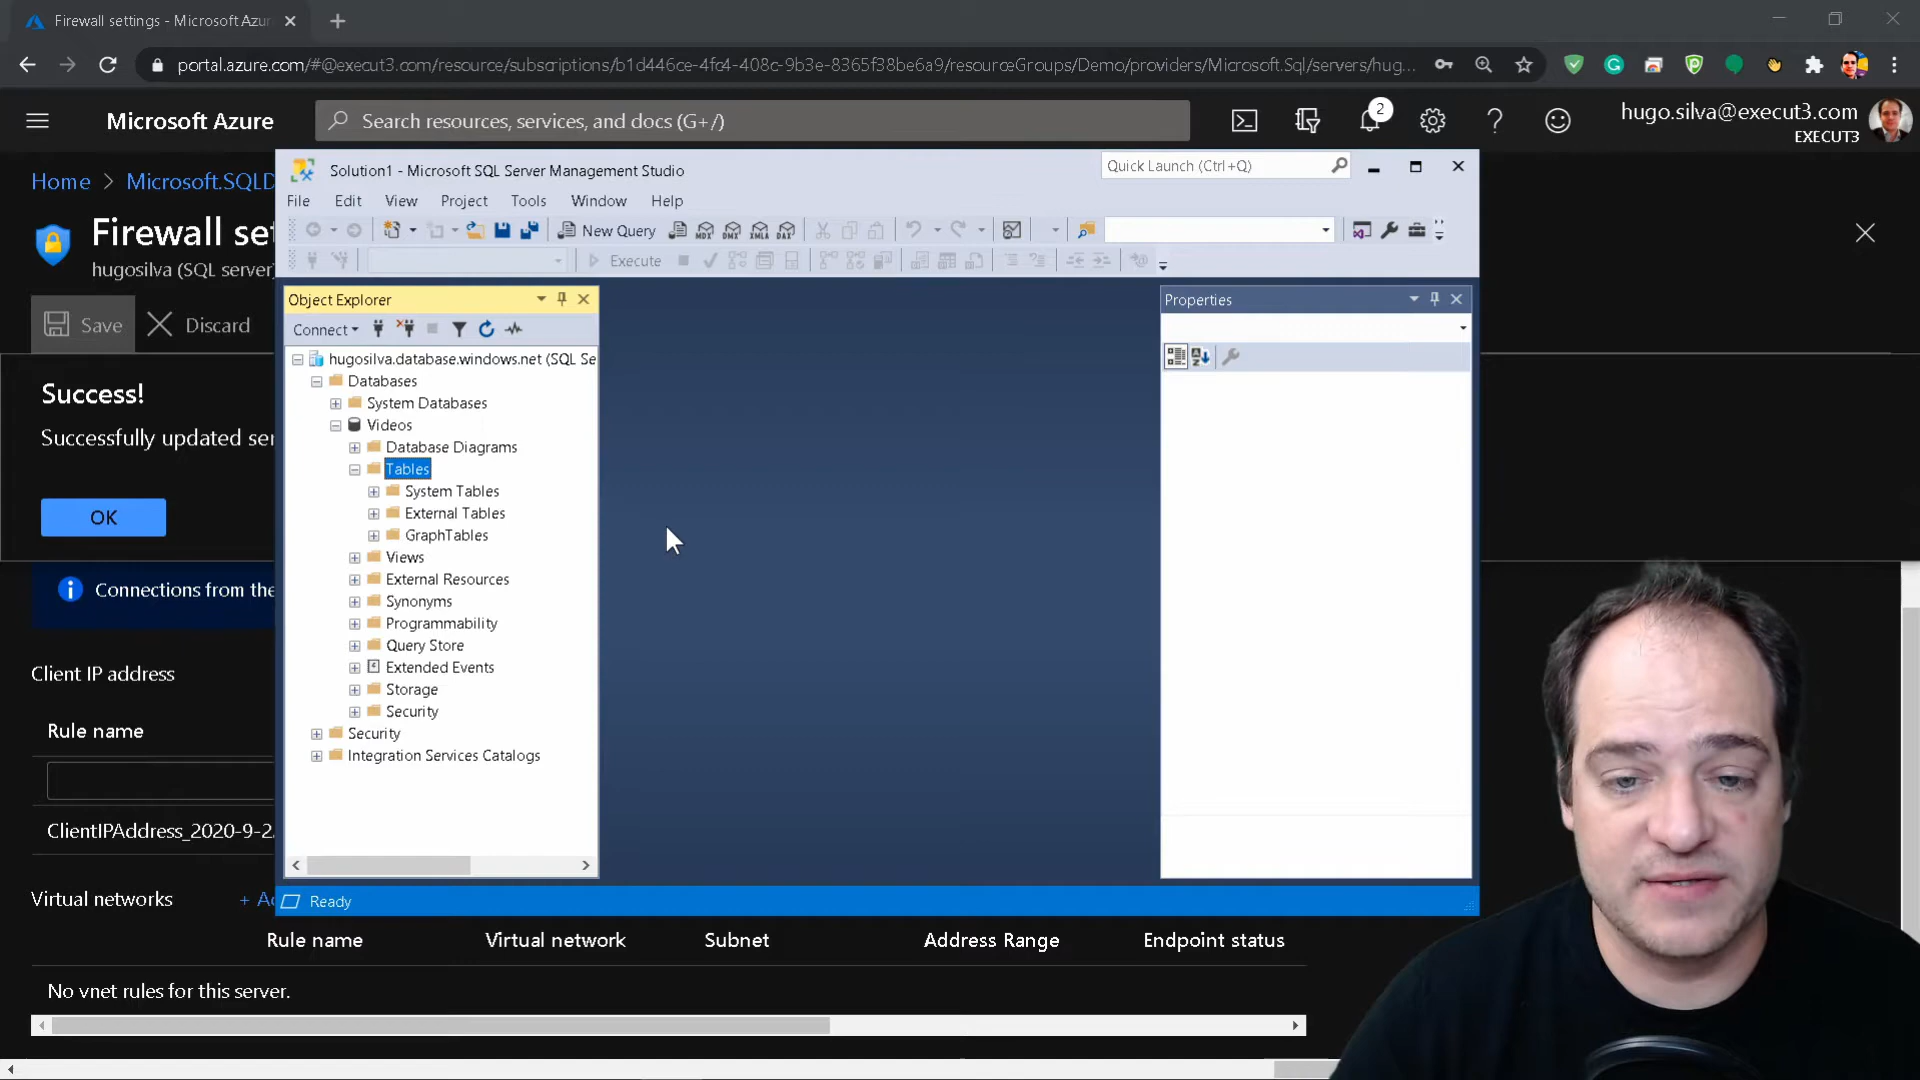 Firewall settings - Microsoft Azur
portal.azure.com/#@execut3.com/resource/subscriptions/b1d446ce-4fc4-408c-9b3e-8365f38be6a9/resourceGroups/Demo/providers/Microsoft.Sql/servers/hug...
Microsoft Azure
Search resources, services, and docs (G+/)
2
hugo.silva@execut3.com
EXECUT3
Home > Microsoft.SQLD
Firewall set
hugosilva (SQL server)
Save
Discard
Success!
Successfully updated ser
OK
Connections from the
Client IP address
Rule name
ClientIPAddress_2020-9-2
Virtual networks
+ Ad
Rule name Virtual network Subnet Address Range Endpoint status
No vnet rules for this server.
Solution1 - Microsoft SQL Server Management Studio
Quick Launch (Ctrl+Q)
File Edit View Project Tools Window Help
New Query MDX DMX XMLA DAX
Execute
Object Explorer
Connect
hugosilva.database.windows.net (SQL Se
Databases
System Databases
Videos
Database Diagrams
Tables
System Tables
External Tables
GraphTables
Views
External Resources
Synonyms
Programmability
Query Store
Extended Events
Storage
Security
Security
Integration Services Catalogs
Properties
Ready